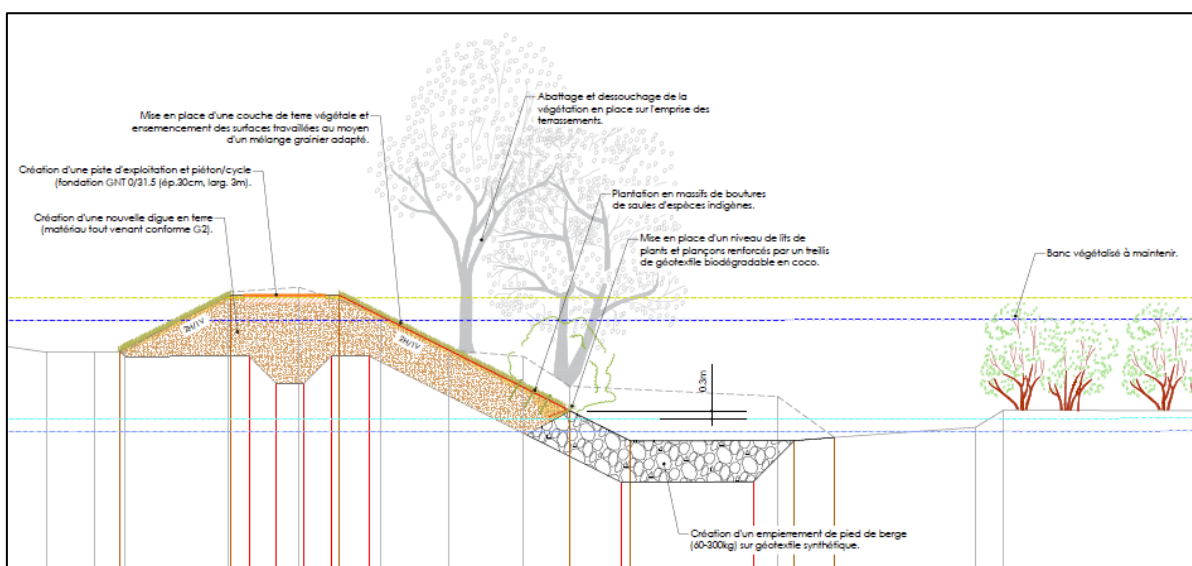 Abattage et dessouchage de la
végétation en place sur l'emprise des
terrassements.
Mise en place d'une couche de terre végétale et
ensemencement des surfaces travaillées au moyen
d'un mélange grainier adapté.
Création d'une piste d'exploitation et piéton/cycle
(fondation GNT 0/31.5 (ép.30cm, larg. 3m).
Création d'une nouvelle digue en terre
(matériau tout venant conforme G2).
Plantation en massifs de boutures
de saules d'espèces indigènes.
Mise en place d'un niveau de lits de
plants et plançons renforcés par un treillis
de géotextile biodégradable en coco.
Banc végétalisé à maintenir.
2H/1V
2H/1V
0.3m
Création d'un empierrement de pied de berge
(60-300kg) sur géotextile synthétique.